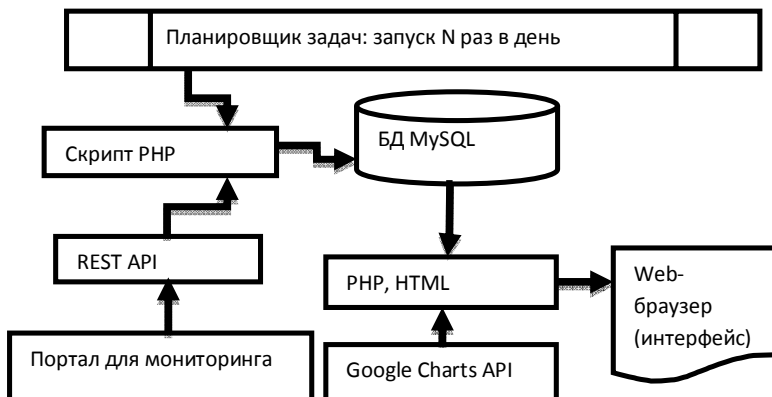 Планировщик задач: запуск N раз в день
Скрипт PHP
БД MySQL
REST API
PHP, HTML
Web-
браузер
(интерфейс)
Портал для мониторинга
Google Charts API